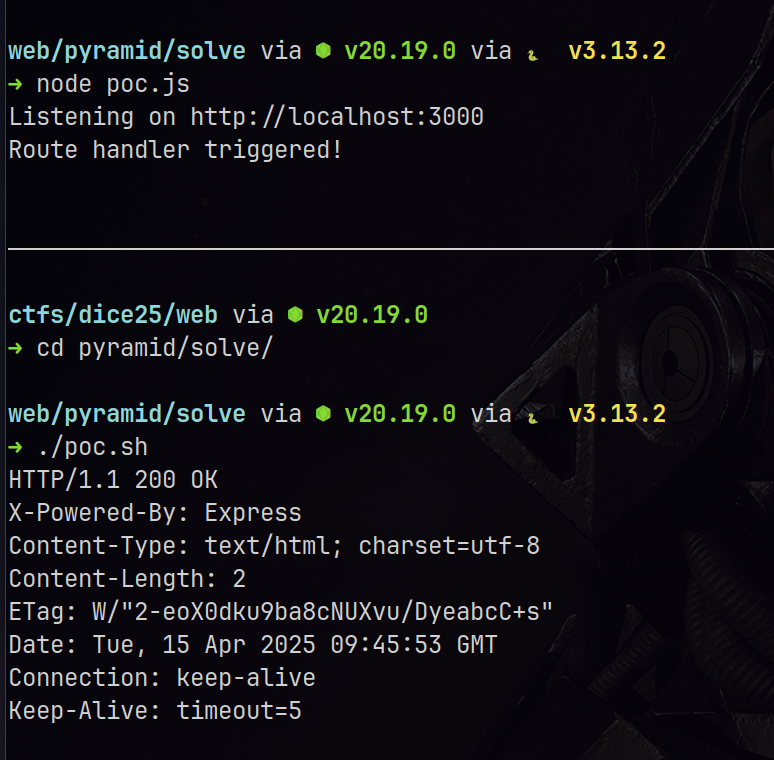 web/pyramid/solve via v20.19.0 via v3.13.2
→ node poc.js
Listening on http://localhost:3000
Route handler triggered!
ctfs/dice25/web via v20.19.0
→ cd pyramid/solve/
web/pyramid/solve via v20.19.0 via v3.13.2
→ ./poc.sh
HTTP/1.1 200 OK
X-Powered-By: Express
Content-Type: text/html; charset=utf-8
Content-Length: 2
ETag: W/"2-eoX0dku9ba8cNUXvu/DyeabcC+s"
Date: Tue, 15 Apr 2025 09:45:53 GMT
Connection: keep-alive
Keep-Alive: timeout=5